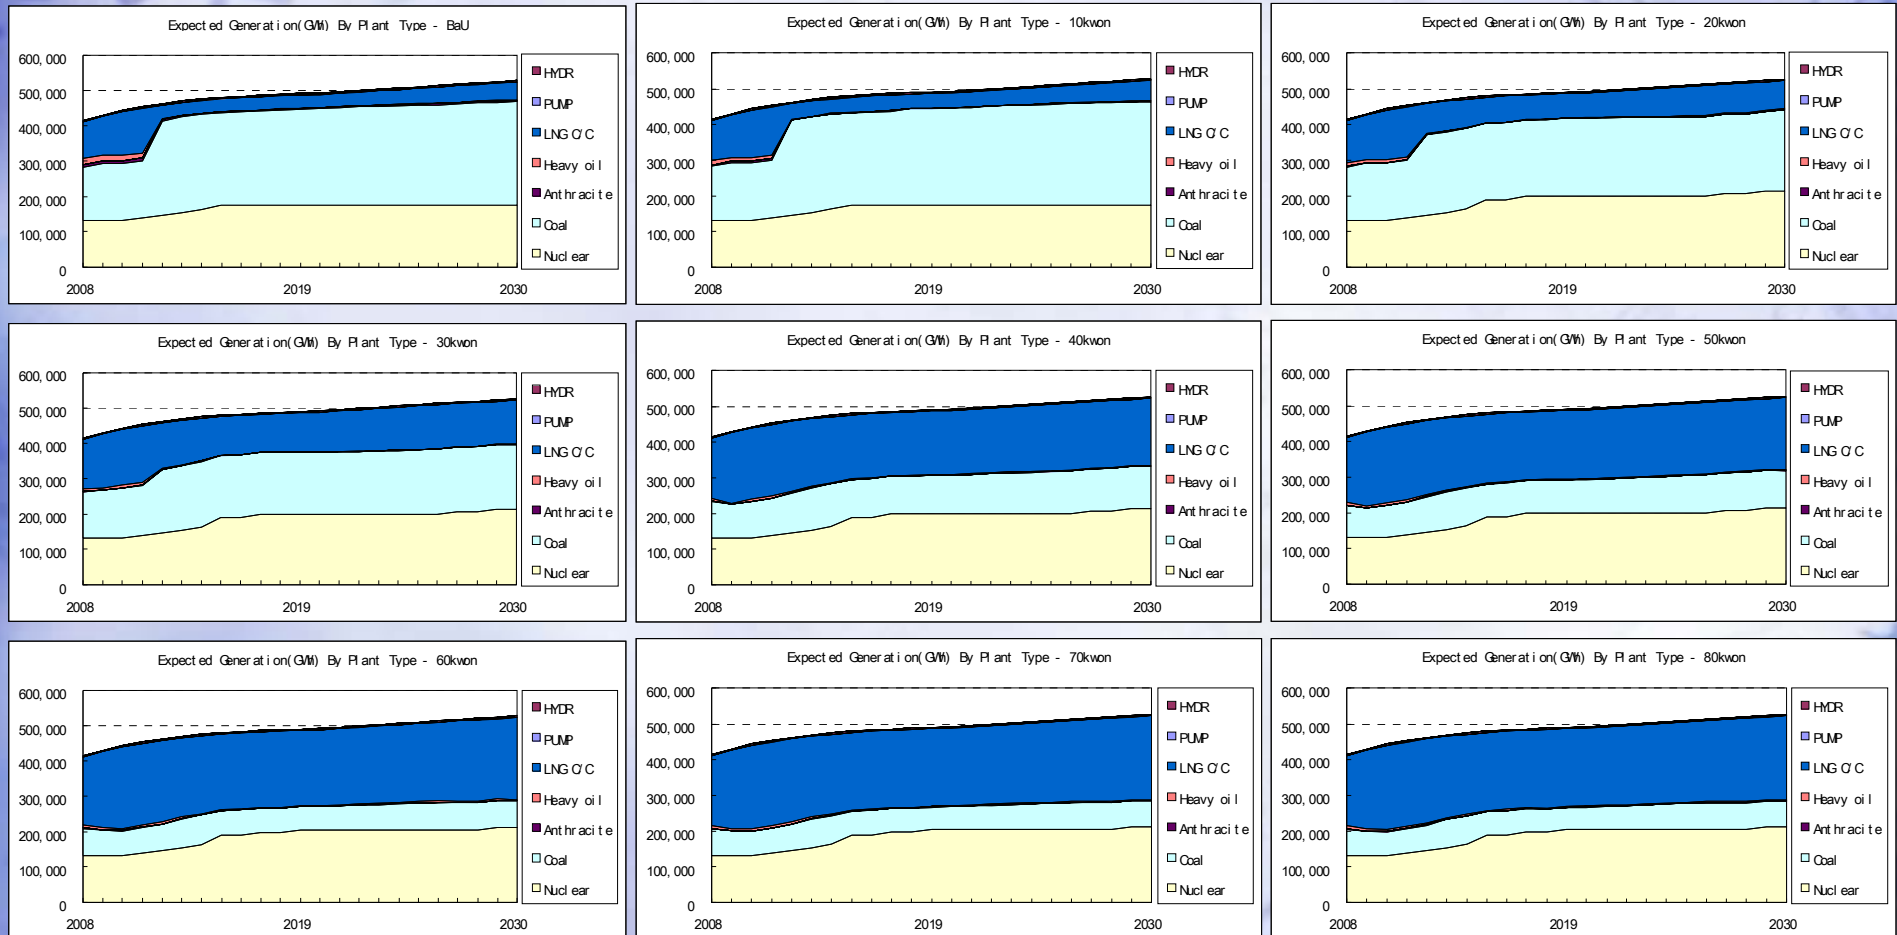 Expected Generation(GWh) By Plant Type - BaU
600,000
500,000
400,000
300,000
200,000
100,000
0
2008 2019 2030
HYDR
PUMP
LNG C/C
Heavy oil
Anthracite
Coal
Nuclear
Expected Generation(GWh) By Plant Type - 10kwon
600,000
500,000
400,000
300,000
200,000
100,000
0
2008 2019 2030
HYDR
PUMP
LNG C/C
Heavy oil
Anthracite
Coal
Nuclear
Expected Generation(GWh) By Plant Type - 20kwon
600,000
500,000
400,000
300,000
200,000
100,000
0
2008 2019 2030
HYDR
PUMP
LNG C/C
Heavy oil
Anthracite
Coal
Nuclear
Expected Generation(GWh) By Plant Type - 30kwon
600,000
500,000
400,000
300,000
200,000
100,000
0
2008 2019 2030
HYDR
PUMP
LNG C/C
Heavy oil
Anthracite
Coal
Nuclear
Expected Generation(GWh) By Plant Type - 40kwon
600,000
500,000
400,000
300,000
200,000
100,000
0
2008 2019 2030
HYDR
PUMP
LNG C/C
Heavy oil
Anthracite
Coal
Nuclear
Expected Generation(GWh) By Plant Type - 50kwon
600,000
500,000
400,000
300,000
200,000
100,000
0
2008 2019 2030
HYDR
PUMP
LNG C/C
Heavy oil
Anthracite
Coal
Nuclear
Expected Generation(GWh) By Plant Type - 60kwon
600,000
500,000
400,000
300,000
200,000
100,000
0
2008 2019 2030
HYDR
PUMP
LNG C/C
Heavy oil
Anthracite
Coal
Nuclear
Expected Generation(GWh) By Plant Type - 70kwon
600,000
500,000
400,000
300,000
200,000
100,000
0
2008 2019 2030
HYDR
PUMP
LNG C/C
Heavy oil
Anthracite
Coal
Nuclear
Expected Generation(GWh) By Plant Type - 80kwon
600,000
500,000
400,000
300,000
200,000
100,000
0
2008 2019 2030
HYDR
PUMP
LNG C/C
Heavy oil
Anthracite
Coal
Nuclear